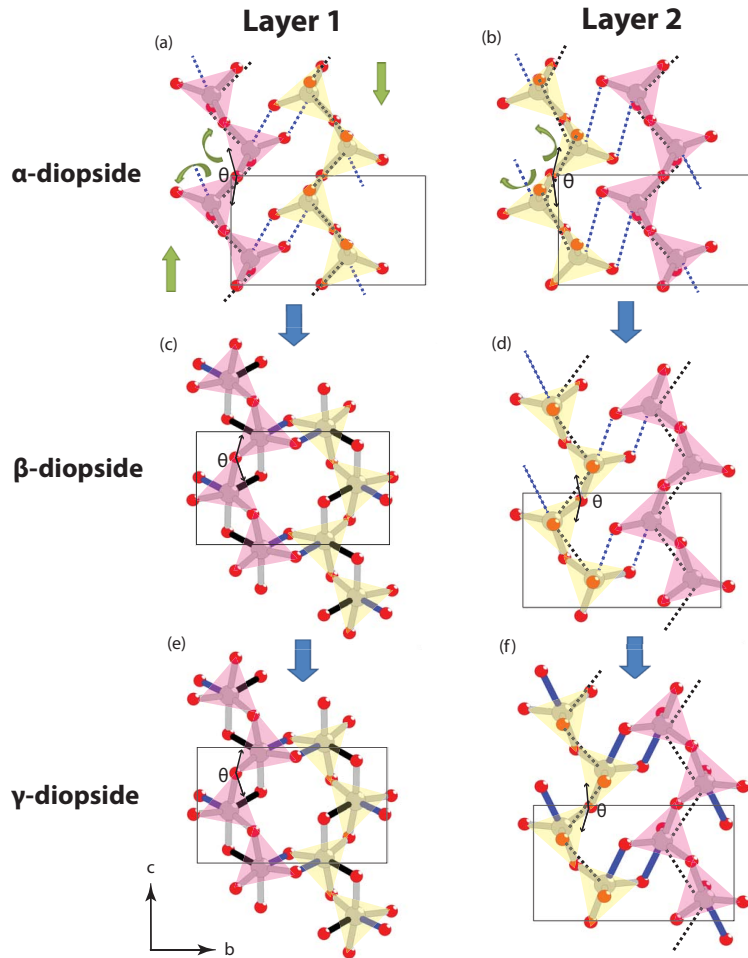 Layer 1
Layer 2
(a)
(b)
α-diopside
θ
θ
(c)
(d)
β-diopside
θ
θ
(e)
(f)
γ-diopside
θ
θ
c
b